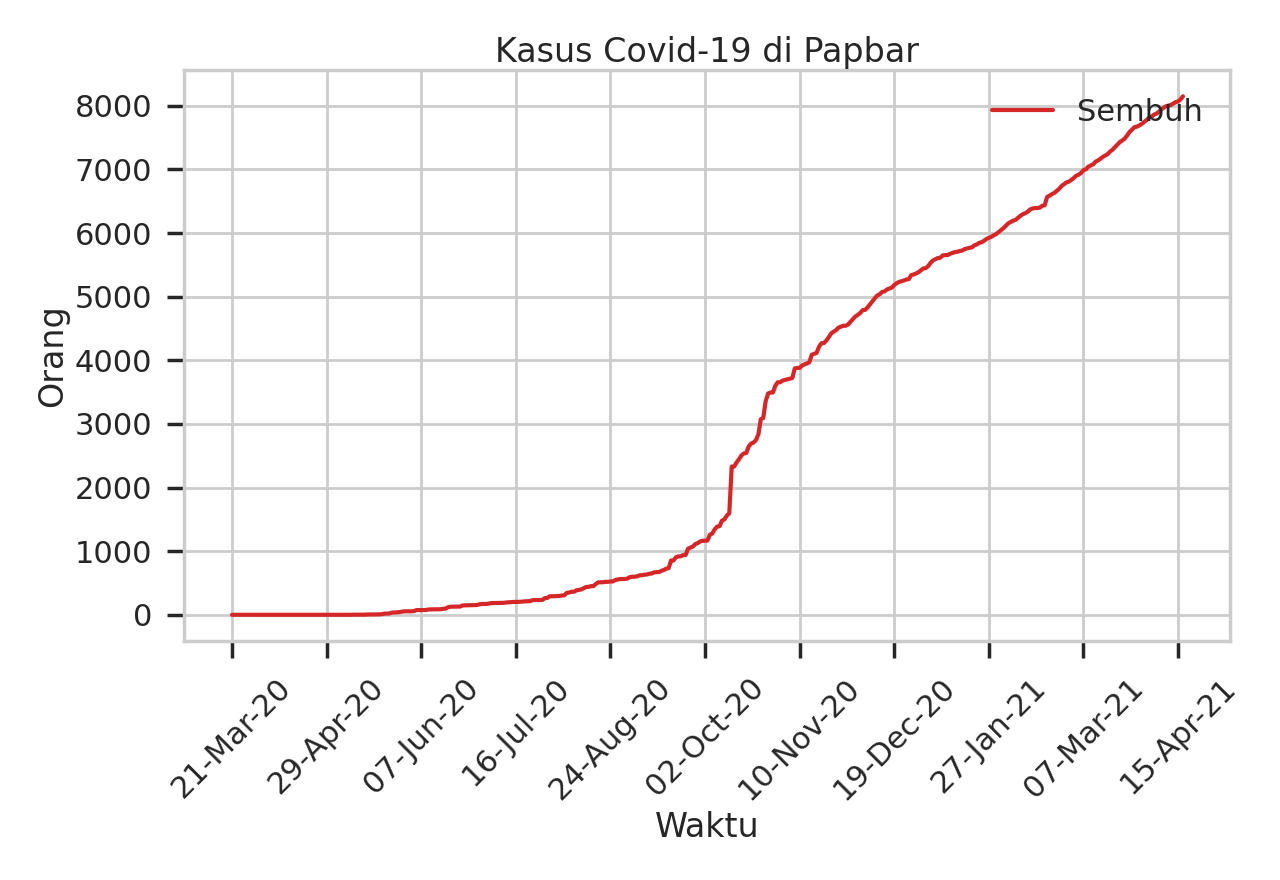 Kasus Covid-19 di Papbar
Sembuh
Orang
8000
7000
6000
5000
4000
3000
2000
1000
0
21-Mar-20
29-Apr-20
07-Jun-20
16-Jul-20
24-Aug-20
02-Oct-20
10-Nov-20
19-Dec-20
27-Jan-21
07-Mar-21
15-Apr-21
Waktu